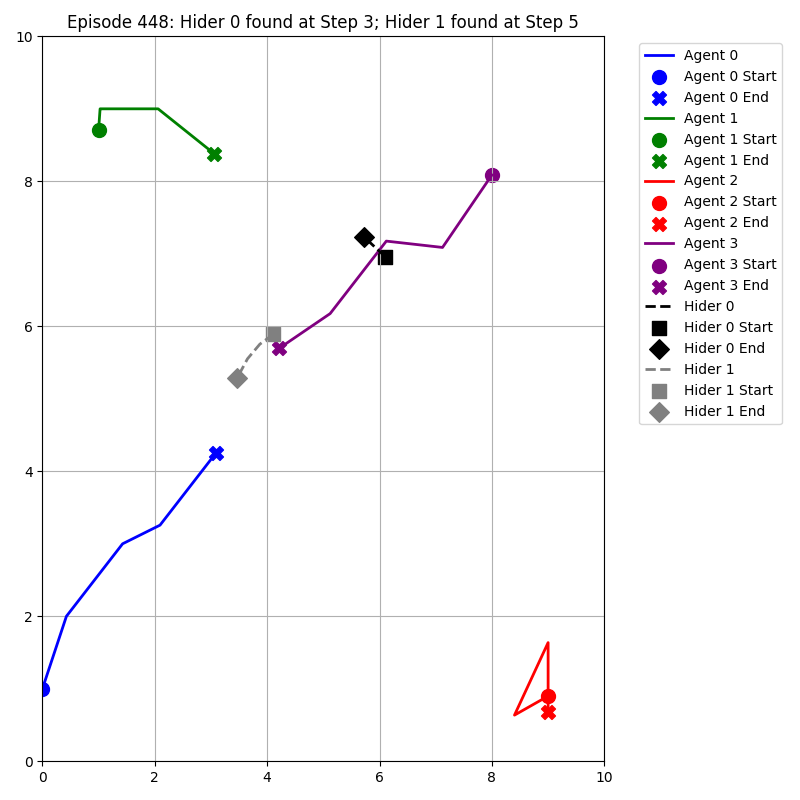 Episode 448: Hider 0 found at Step 3; Hider 1 found at Step 5
10
8
6
4
2
0
0
2
4
6
8
10
Agent 0
Agent 0 Start
Agent 0 End
Agent 1
Agent 1 Start
Agent 1 End
Agent 2
Agent 2 Start
Agent 2 End
Agent 3
Agent 3 Start
Agent 3 End
Hider 0
Hider 0 Start
Hider 0 End
Hider 1
Hider 1 Start
Hider 1 End